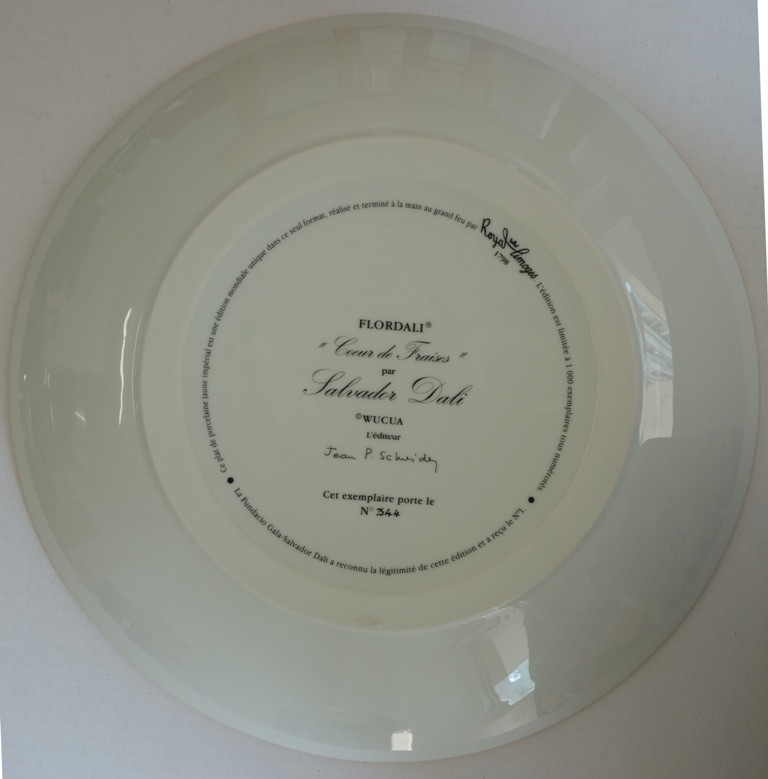 Ce plat de porcelaine jaune impérial est une édition mondiale unique dans ce seul format, réalisé et terminé à la main au grand feu par Royal Limoges 1798. L'édition est limitée à 1 000 exemplaires tous numérotés.
FLORDALI®
" Coeur de Fraises "
par
Salvador Dali
©WUCUA
L'éditeur
Jean P. Schneider
Cet exemplaire porte le
N° 344
La Fundacio Gala-Salvador Dali a reconnu la légitimité de cette édition et a reçu le N°1.